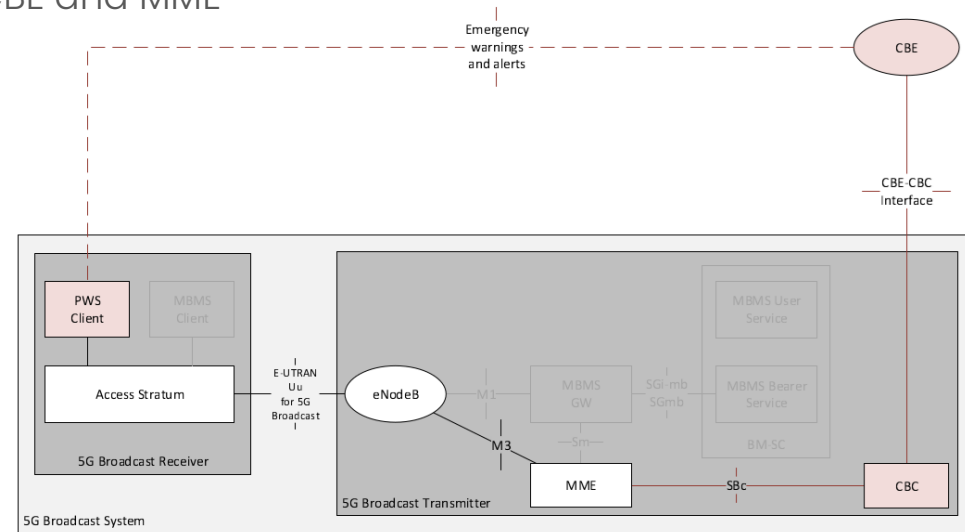 CBE and MME
Emergency
warnings
and alerts
CBE
CBE-CBC
Interface
PWS
Client
MBMS
Client
Access Stratum
5G Broadcast Receiver
E-UTRAN
Uu
for 5G
Broadcast
eNodeB
M1
MBMS
GW
SGi-mb
SGmb
MBMS User
Service
MBMS Bearer
Service
BM-SC
Sm
M3
MME
SBc
CBC
5G Broadcast Transmitter
5G Broadcast System